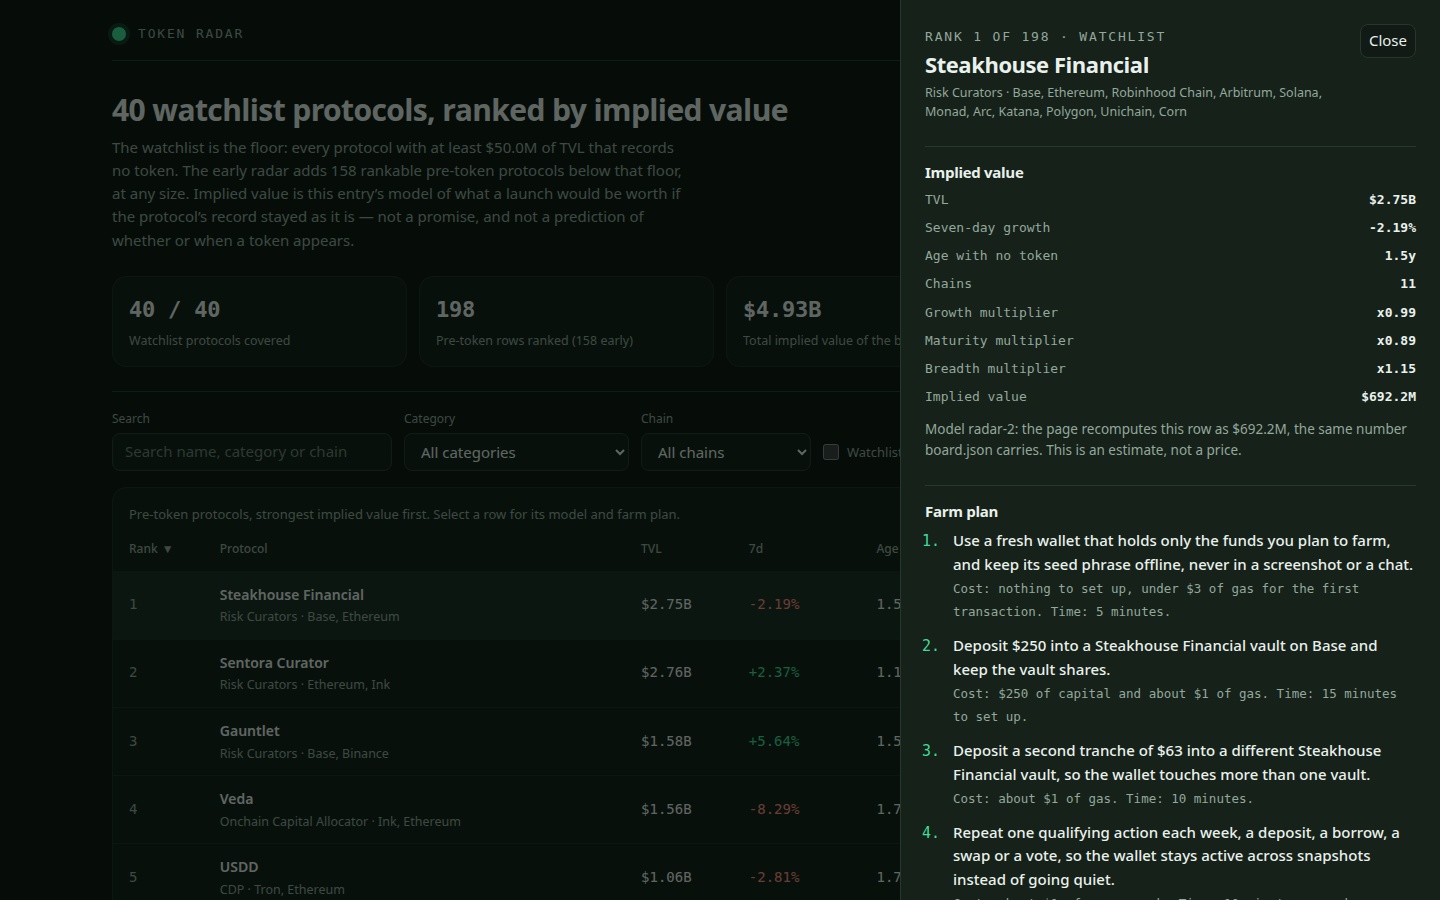 TOKEN RADAR
40 watchlist protocols, ranked by implied value
The watchlist is the floor: every protocol with at least $50.0M of TVL that records
no token. The early radar adds 158 rankable pre-token protocols below that floor,
at any size. Implied value is this entry's model of what a launch would be worth if
the protocol's record stayed as it is — not a promise, and not a prediction of
whether or when a token appears.
40 / 40
Watchlist protocols covered
198
Pre-token rows ranked (158 early)
$4.93B
Total implied value of the b
Search
Category
Chain
Search name, category or chain
All categories
All chains
Watchlist
Pre-token protocols, strongest implied value first. Select a row for its model and farm plan.
Rank ▼ Protocol TVL 7d Age
1 Steakhouse Financial $2.75B -2.19% 1.5
Risk Curators · Base, Ethereum
2 Sentora Curator $2.76B +2.37% 1.1
Risk Curators · Ethereum, Ink
3 Gauntlet $1.58B +5.64% 1.5
Risk Curators · Base, Binance
4 Veda $1.56B -8.29% 1.7
Onchain Capital Allocator · Ink, Ethereum
5 USDD $1.06B -2.81% 1.7
CDP · Tron, Ethereum
RANK 1 OF 198 · WATCHLIST
Close
Steakhouse Financial
Risk Curators · Base, Ethereum, Robinhood Chain, Arbitrum, Solana,
Monad, Arc, Katana, Polygon, Unichain, Corn
Implied value
TVL $2.75B
Seven-day growth -2.19%
Age with no token 1.5y
Chains 11
Growth multiplier x0.99
Maturity multiplier x0.89
Breadth multiplier x1.15
Implied value $692.2M
Model radar-2: the page recomputes this row as $692.2M, the same number
board.json carries. This is an estimate, not a price.
Farm plan
1. Use a fresh wallet that holds only the funds you plan to farm,
and keep its seed phrase offline, never in a screenshot or a chat.
Cost: nothing to set up, under $3 of gas for the first
transaction. Time: 5 minutes.
2. Deposit $250 into a Steakhouse Financial vault on Base and
keep the vault shares.
Cost: $250 of capital and about $1 of gas. Time: 15 minutes
to set up.
3. Deposit a second tranche of $63 into a different Steakhouse
Financial vault, so the wallet touches more than one vault.
Cost: about $1 of gas. Time: 10 minutes.
4. Repeat one qualifying action each week, a deposit, a borrow, a
swap or a vote, so the wallet stays active across snapshots
instead of going quiet.